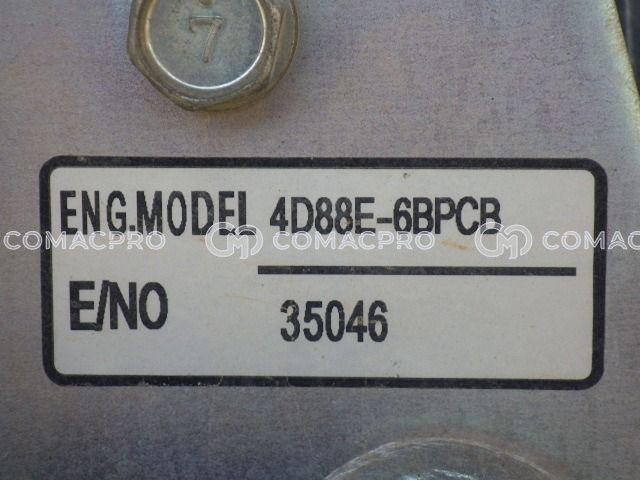 7
ENG.MODEL 4D88E-6BPCB
COMACPRO COMACPRO COMACPRO
E/NO 35046